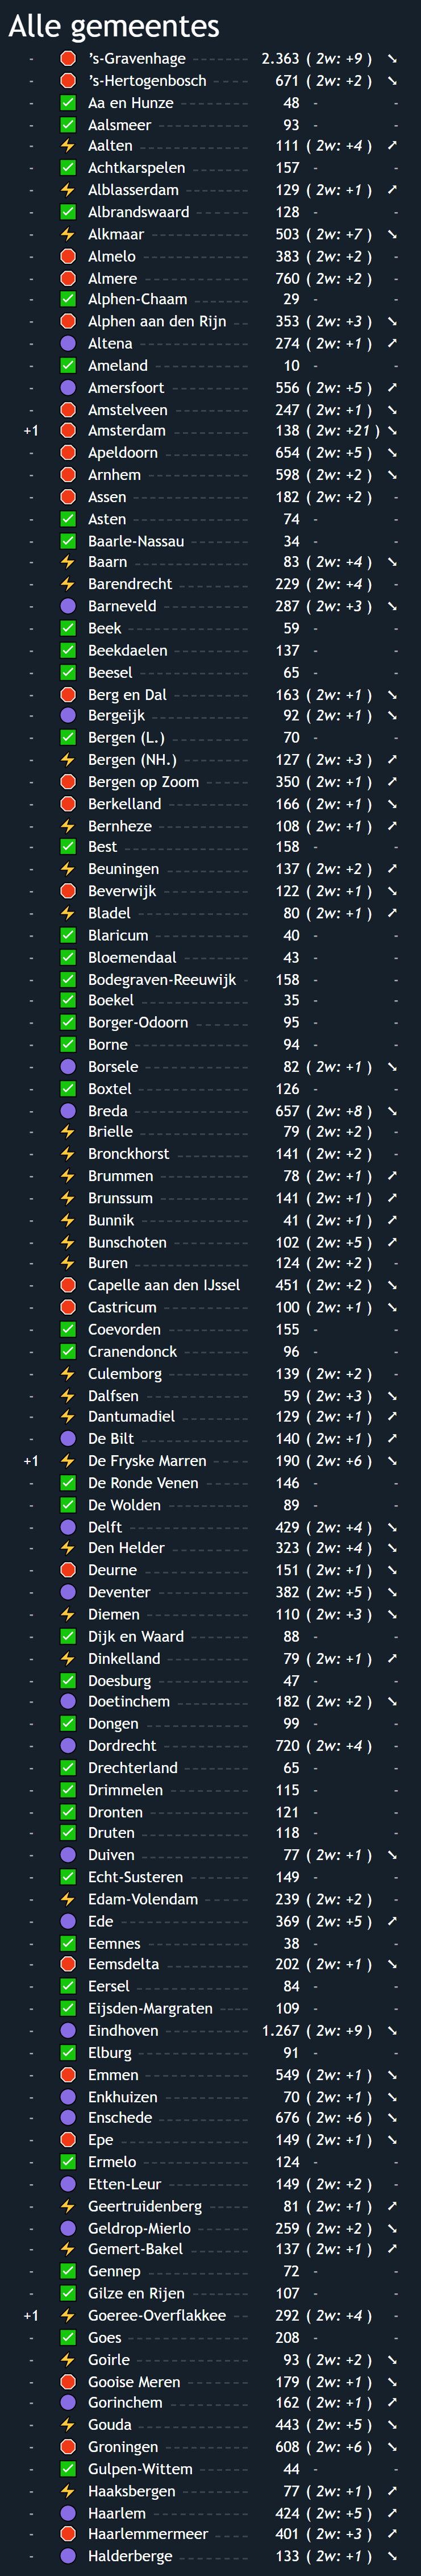 Alle gemeentes
- 's-Gravenhage 2.363 ( 2w: +9 )
- 's-Hertogenbosch 671 ( 2w: +2 )
- Aa en Hunze 48 - -
- Aalsmeer 93 - -
- Aalten 111 ( 2w: +4 )
- Achtkarspelen 157 - -
- Alblasserdam 129 ( 2w: +1 )
- Albrandswaard 128 - -
- Alkmaar 503 ( 2w: +7 )
- Almelo 383 ( 2w: +2 ) -
- Almere 760 ( 2w: +2 ) -
- Alphen-Chaam 29 - -
- Alphen aan den Rijn 353 ( 2w: +3 )
- Altena 274 ( 2w: +1 )
- Ameland 10 - -
- Amersfoort 556 ( 2w: +5 )
- Amstelveen 247 ( 2w: +1 )
+1 Amsterdam 138 ( 2w: +21 )
- Apeldoorn 654 ( 2w: +5 )
- Arnhem 598 ( 2w: +2 )
- Assen 182 ( 2w: +2 ) -
- Asten 74 - -
- Baarle-Nassau 34 - -
- Baarn 83 ( 2w: +4 )
- Barendrecht 229 ( 2w: +4 ) -
- Barneveld 287 ( 2w: +3 )
- Beek 59 - -
- Beekdaelen 137 - -
- Beesel 65 - -
- Berg en Dal 163 ( 2w: +1 )
- Bergeijk 92 ( 2w: +1 )
- Bergen (L.) 70 - -
- Bergen (NH.) 127 ( 2w: +3 )
- Bergen op Zoom 350 ( 2w: +1 )
- Berkelland 166 ( 2w: +1 )
- Bernheze 108 ( 2w: +1 )
- Best 158 - -
- Beuningen 137 ( 2w: +2 )
- Beverwijk 122 ( 2w: +1 )
- Bladel 80 ( 2w: +1 )
- Blaricum 40 - -
- Bloemendaal 43 - -
- Bodegraven-Reeuwijk 158 - -
- Boekel 35 - -
- Borger-Odoorn 95 - -
- Borne 94 - -
- Borsele 82 ( 2w: +1 )
- Boxtel 126 - -
- Breda 657 ( 2w: +8 )
- Brielle 79 ( 2w: +2 ) -
- Bronckhorst 141 ( 2w: +2 ) -
- Brummen 78 ( 2w: +1 )
- Brunssum 141 ( 2w: +1 )
- Bunnik 41 ( 2w: +1 )
- Bunschoten 102 ( 2w: +5 )
- Buren 124 ( 2w: +2 ) -
- Capelle aan den IJssel 451 ( 2w: +2 )
- Castricum 100 ( 2w: +1 )
- Coevorden 155 - -
- Cranendonck 96 - -
- Culemborg 139 ( 2w: +2 ) -
- Dalfsen 59 ( 2w: +3 )
- Dantumadiel 129 ( 2w: +1 )
- De Bilt 140 ( 2w: +1 )
+1 De Fryske Marren 190 ( 2w: +6 )
- De Ronde Venen 146 - -
- De Wolden 89 - -
- Delft 429 ( 2w: +4 )
- Den Helder 323 ( 2w: +4 )
- Deurne 151 ( 2w: +1 )
- Deventer 382 ( 2w: +5 )
- Diemen 110 ( 2w: +3 )
- Dijk en Waard 88 - -
- Dinkelland 79 ( 2w: +1 )
- Doesburg 47 - -
- Doetinchem 182 ( 2w: +2 )
- Dongen 99 - -
- Dordrecht 720 ( 2w: +4 ) -
- Drechterland 65 - -
- Drimmelen 115 - -
- Dronten 121 - -
- Druten 118 - -
- Duiven 77 ( 2w: +1 )
- Echt-Susteren 149 - -
- Edam-Volendam 239 ( 2w: +2 ) -
- Ede 369 ( 2w: +5 )
- Eemnes 38 - -
- Eemsdelta 202 ( 2w: +1 )
- Eersel 84 - -
- Eijsden-Margraten 109 - -
- Eindhoven 1.267 ( 2w: +9 )
- Elburg 91 - -
- Emmen 549 ( 2w: +1 )
- Enkhuizen 70 ( 2w: +1 )
- Enschede 676 ( 2w: +6 )
- Epe 149 ( 2w: +1 )
- Ermelo 124 - -
- Etten-Leur 149 ( 2w: +2 ) -
- Geertruidenberg 81 ( 2w: +1 )
- Geldrop-Mierlo 259 ( 2w: +2 )
- Gemert-Bakel 137 ( 2w: +1 )
- Gennep 72 - -
- Gilze en Rijen 107 - -
+1 Goeree-Overflakkee 292 ( 2w: +4 ) -
- Goes 208 - -
- Goirle 93 ( 2w: +2 )
- Gooise Meren 179 ( 2w: +1 )
- Gorinchem 162 ( 2w: +1 )
- Gouda 443 ( 2w: +5 )
- Groningen 608 ( 2w: +6 )
- Gulpen-Wittem 44 - -
- Haaksbergen 77 ( 2w: +1 )
- Haarlem 424 ( 2w: +5 )
- Haarlemmermeer 401 ( 2w: +3 )
- Halderberge 133 ( 2w: +1 )